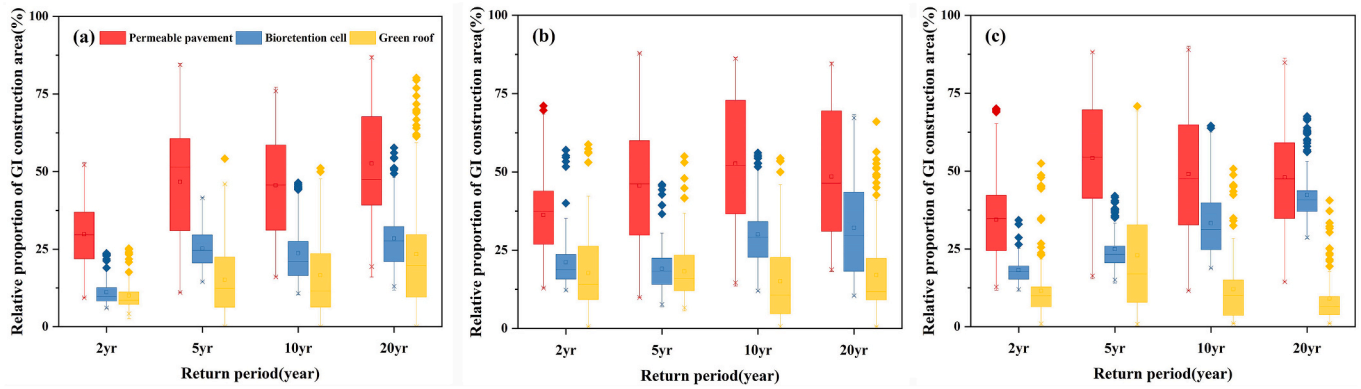 Relative proportion of GI construction area(%)
100
75
50
25
0
(a)
Permeable pavement
Bioretention cell
Green roof
2yr
5yr
10yr
20yr
Return period(year)
Relative proportion of GI construction area(%)
100
75
50
25
0
(b)
2yr
5yr
10yr
20yr
Return period(year)
Relative proportion of GI construction area(%)
100
75
50
25
0
(c)
2yr
5yr
10yr
20yr
Return period(year)